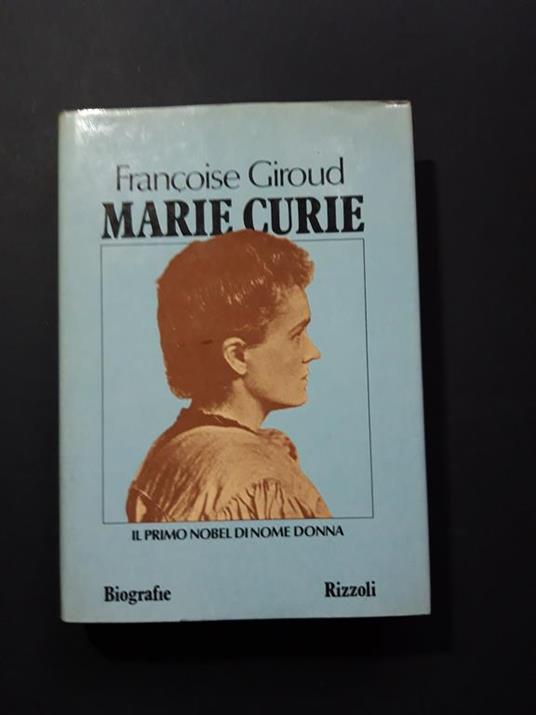 Françoise Giroud
MARIE CURIE
IL PRIMO NOBEL DI NOME DONNA
Biografie Rizzoli